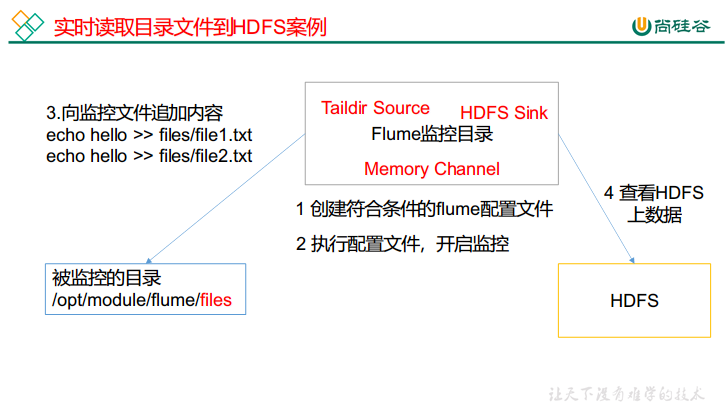 实时读取目录文件到HDFS案例
尚硅谷
3.向监控文件追加内容
echo hello >> files/file1.txt
echo hello >> files/file2.txt
Taildir Source
HDFS Sink
Flume监控目录
Memory Channel
1 创建符合条件的flume配置文件
2 执行配置文件，开启监控
4 查看HDFS
上数据
被监控的目录
/opt/module/flume/files
HDFS
让天下没有难学的技术